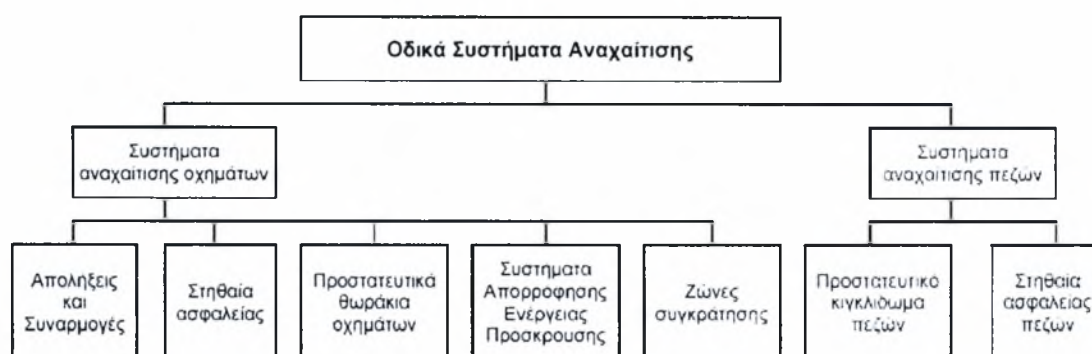 Οδικά Συστήματα Αναχαίτισης
Συστήματα
αναχαίτισης οχημάτων
Συστήματα
αναχαίτισης πεζών
Απολήξεις
και
Συναρμογές
Στηθαία
ασφαλείας
Προστατευτικά
θωράκια
οχημάτων
Συστήματα
Απορρόφησης
Ενέργειας
Πρόσκρουσης
Ζώνες
συγκράτησης
Προστατευτικό
κιγκλίδωμα
πεζών
Στηθαία
ασφαλείας
πεζών